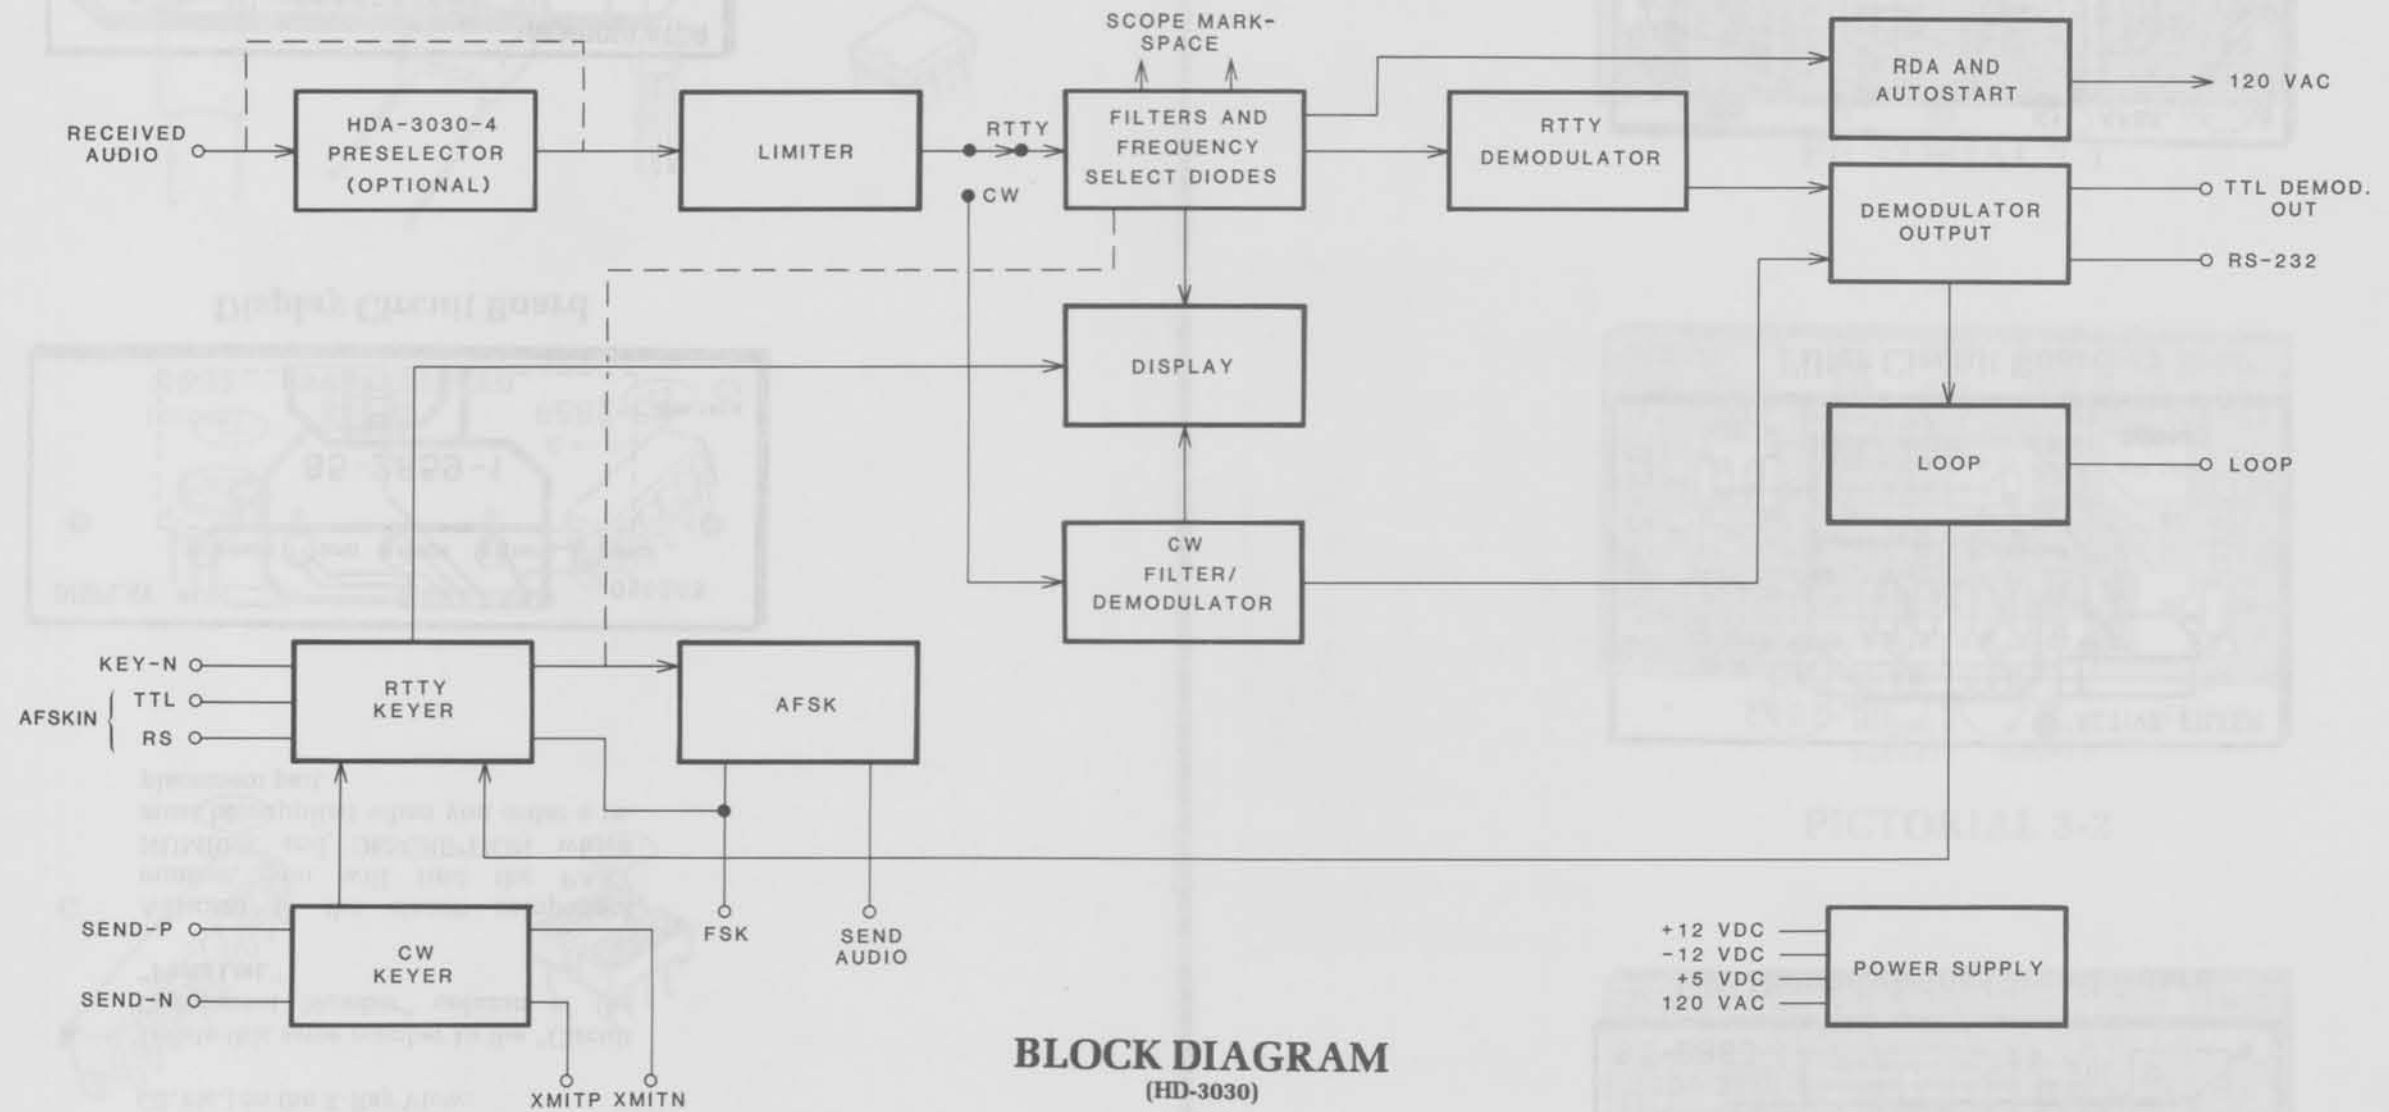 SCOPE MARK-
SPACE
RECEIVED
AUDIO
HDA-3030-4
PRESELECTOR
(OPTIONAL)
LIMITER
RTTY
CW
FILTERS AND
FREQUENCY
SELECT DIODES
RTTY
DEMODULATOR
RDA AND
AUTOSTART
120 VAC
DEMODULATOR
OUTPUT
TTL DEMOD.
OUT
RS-232
DISPLAY
LOOP
LOOP
CW
FILTER/
DEMODULATOR
KEY-N
AFSKIN
TTL
RS
RTTY
KEYER
AFSK
FSK
SEND
AUDIO
SEND-P
SEND-N
CW
KEYER
XMITP XMITN
+12 VDC
-12 VDC
+5 VDC
120 VAC
POWER SUPPLY
BLOCK DIAGRAM
(HD-3030)